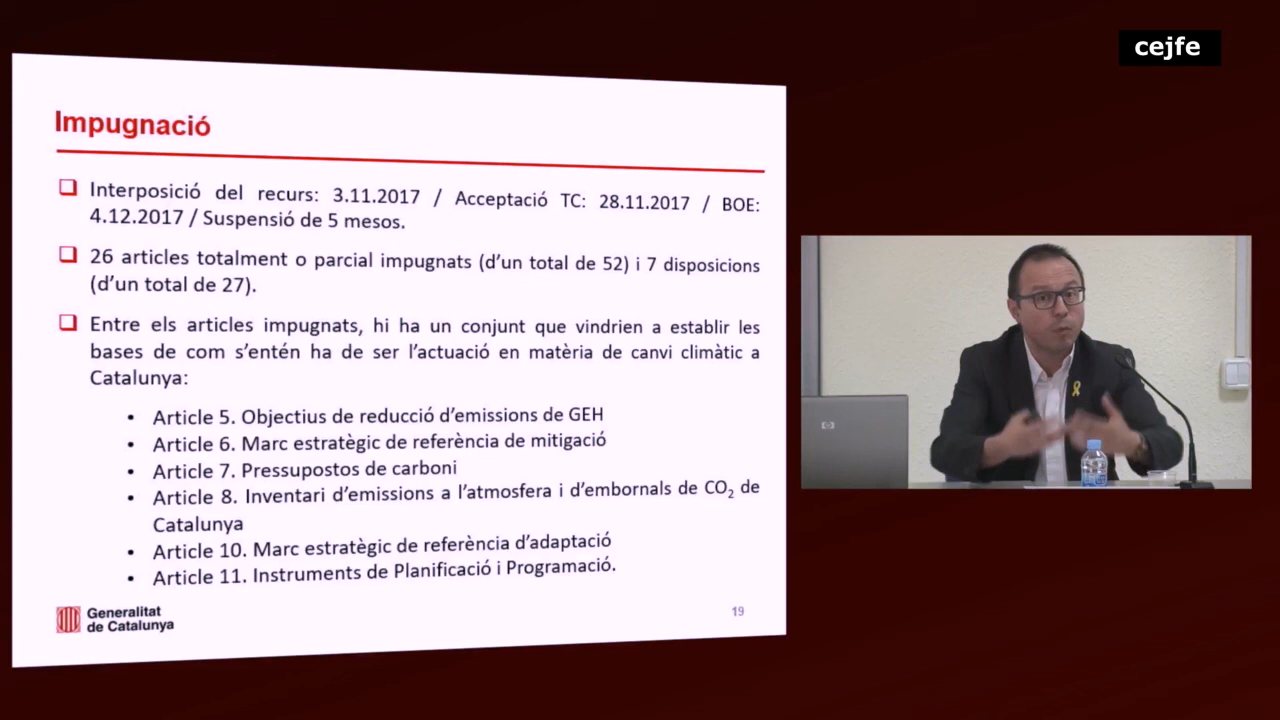 cejfe
Impugnació
Interposició del recurs: 3.11.2017 / Acceptació TC: 28.11.2017 / BOE:
4.12.2017 / Suspensió de 5 mesos.
26 articles totalment o parcial impugnats (d'un total de 52) i 7 disposicions
(d'un total de 27).
Entre els articles impugnats, hi ha un conjunt que vindrien a establir les
bases de com s'entén ha de ser l'actuació en matèria de canvi climàtic a
Catalunya:
• Article 5. Objectius de reducció d'emissions de GEH
• Article 6. Marc estratègic de referència de mitigació
• Article 7. Pressupostos de carboni
• Article 8. Inventari d'emissions a l'atmosfera i d'embornals de CO₂ de
Catalunya
• Article 10. Marc estratègic de referència d'adaptació
• Article 11. Instruments de Planificació i Programació.
Generalitat
de Catalunya
19
hp